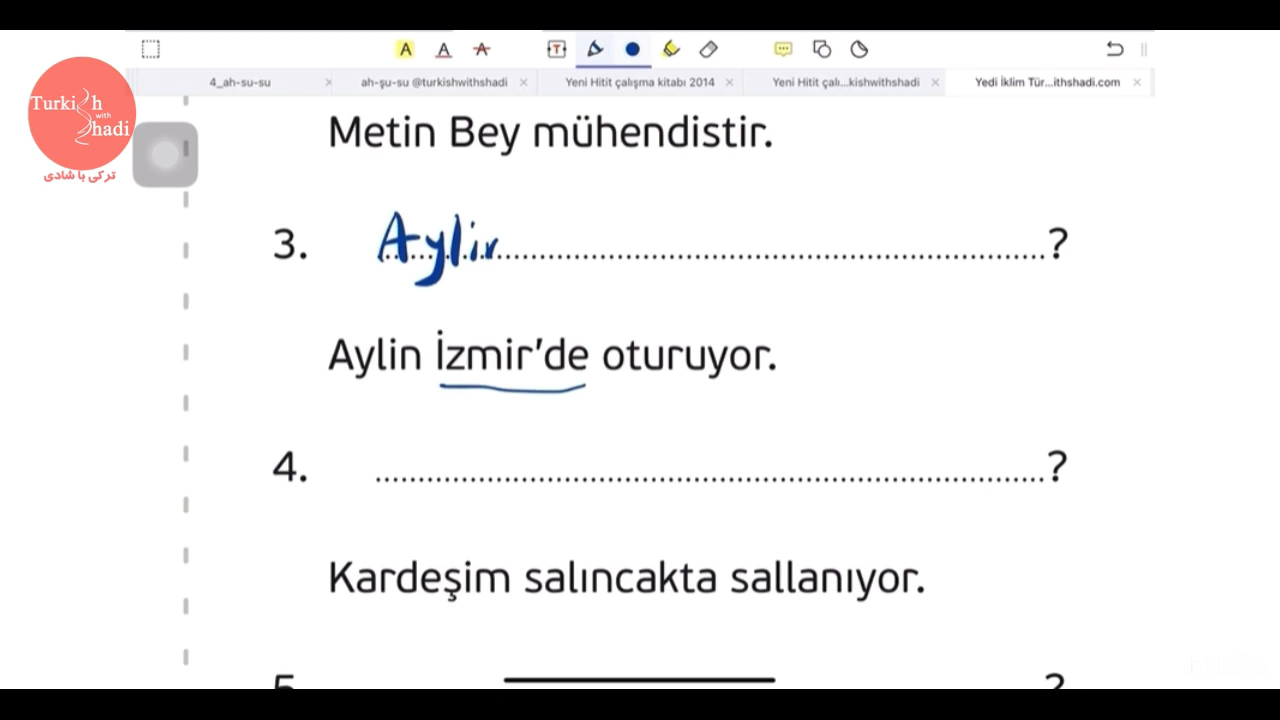 A A A T
4_ah-su-su × ah-şu-su @turkishwithshadi × Yeni Hitit çalışma kitabı 2014 × Yeni Hitit çalı...kishwithshadi × Yedi İklim Tür...ithshadi.com ×
Turkish
with
Shadi
ترکی با شادی
Metin Bey mühendistir.
3. Aylin ?
Aylin İzmir'de oturuyor.
4. ?
Kardeşim salıncakta sallanıyor.
5. ?